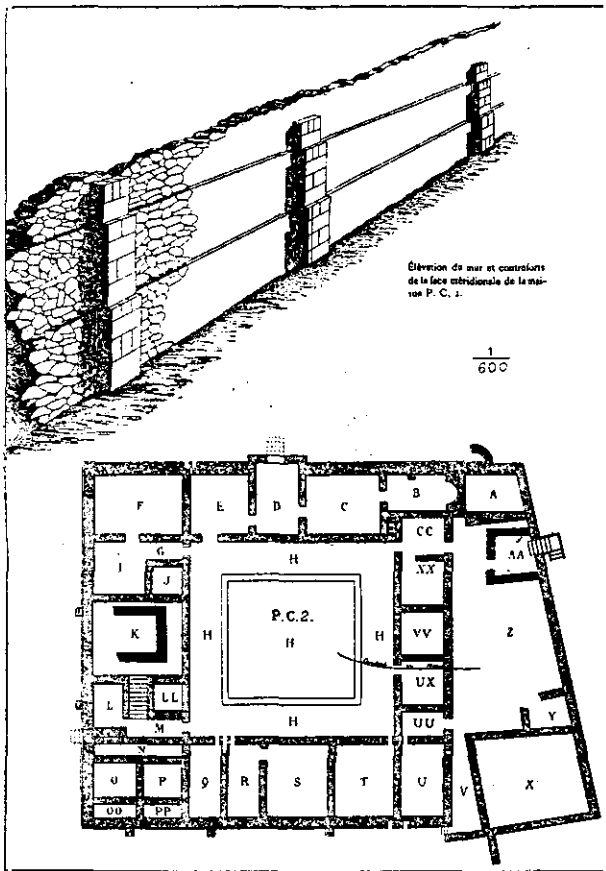 Élévation du mur et contreforts
de la face méridionale de la mai-
son P. C. 2.
1
600
F
E
D
C
B
A
CC
AA
G
I
J
H
XX
P.C.2.
K
H
H
H
VV
Z
UX
L
LL
UU
H
M
Y
N
O
P
Q
R
S
T
U
V
X
OO
PP